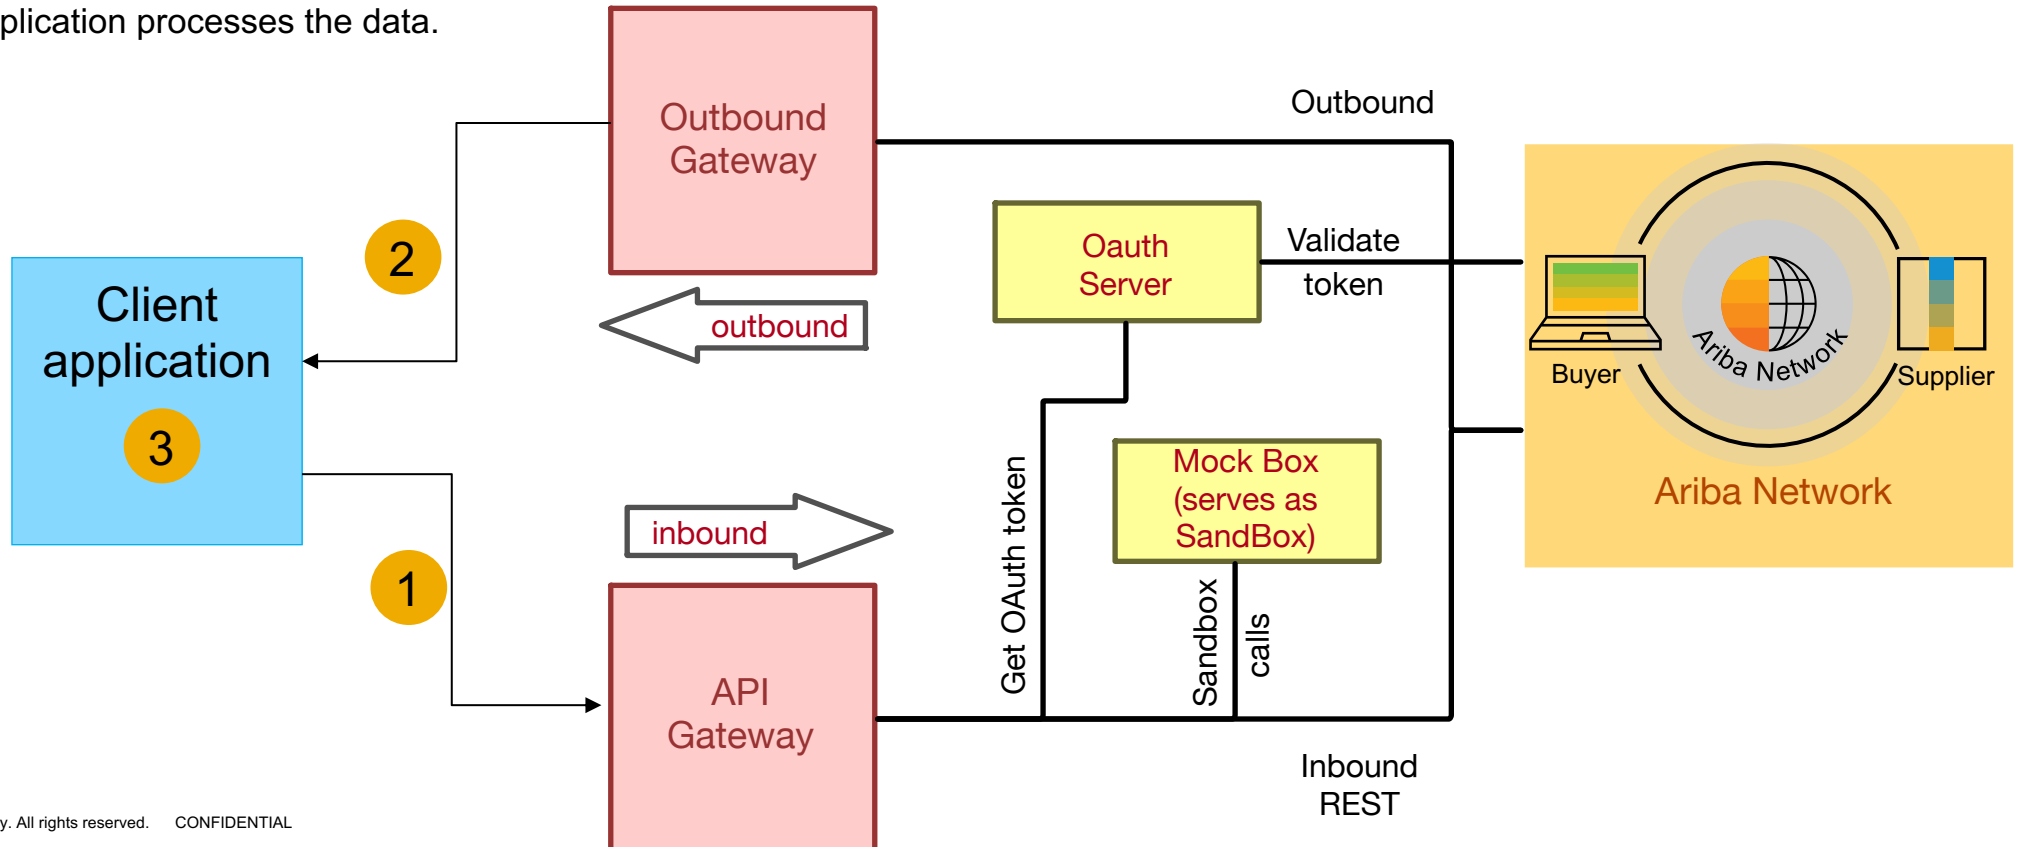 plication processes the data.
Outbound
Gateway
Outbound
2
Oauth
Server
Validate
token
Client
application
3
outbound
Ariba Network
Buyer
Supplier
Ariba Network
Mock Box
(serves as
SandBox)
inbound
1
Get OAuth token
Sandbox
calls
API
Gateway
Inbound
REST
y. All rights reserved. CONFIDENTIAL